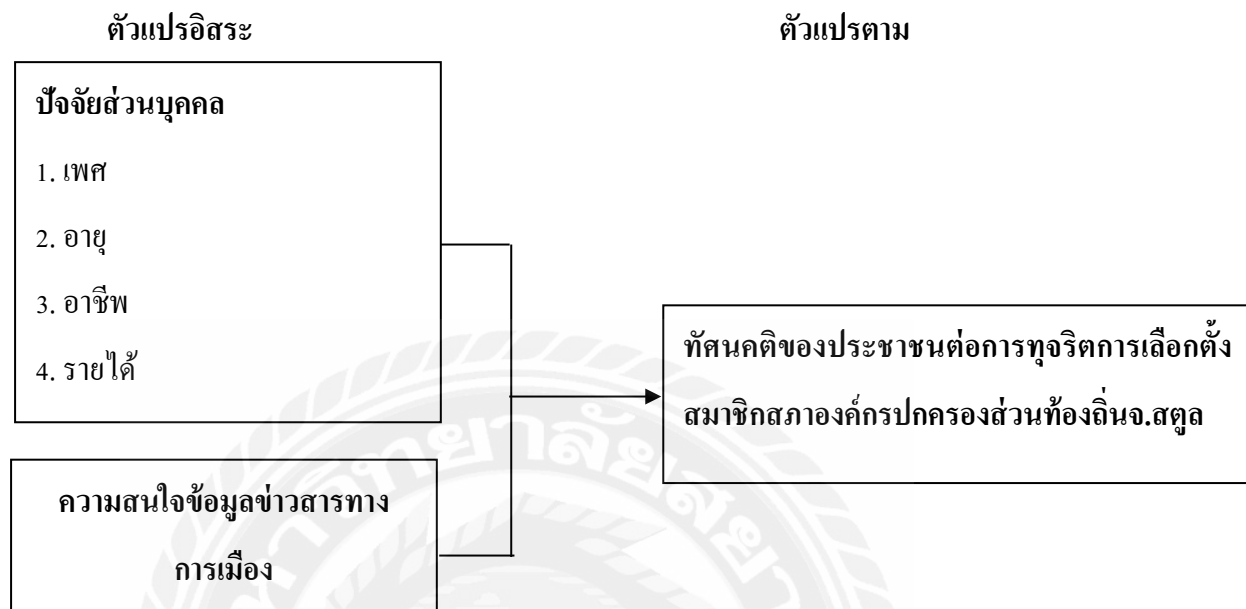 ตัวแปรอิสระ
ตัวแปรตาม
ปัจจัยส่วนบุคคล
1. เพศ
2. อายุ
3. อาชีพ
4. รายได้
ความสนใจข้อมูลข่าวสารทาง
การเมือง
ทัศนคติของประชาชนต่อการทุจริตการเลือกตั้ง
สมาชิกสภาองค์กรปกครองส่วนท้องถิ่นจ.สตูล